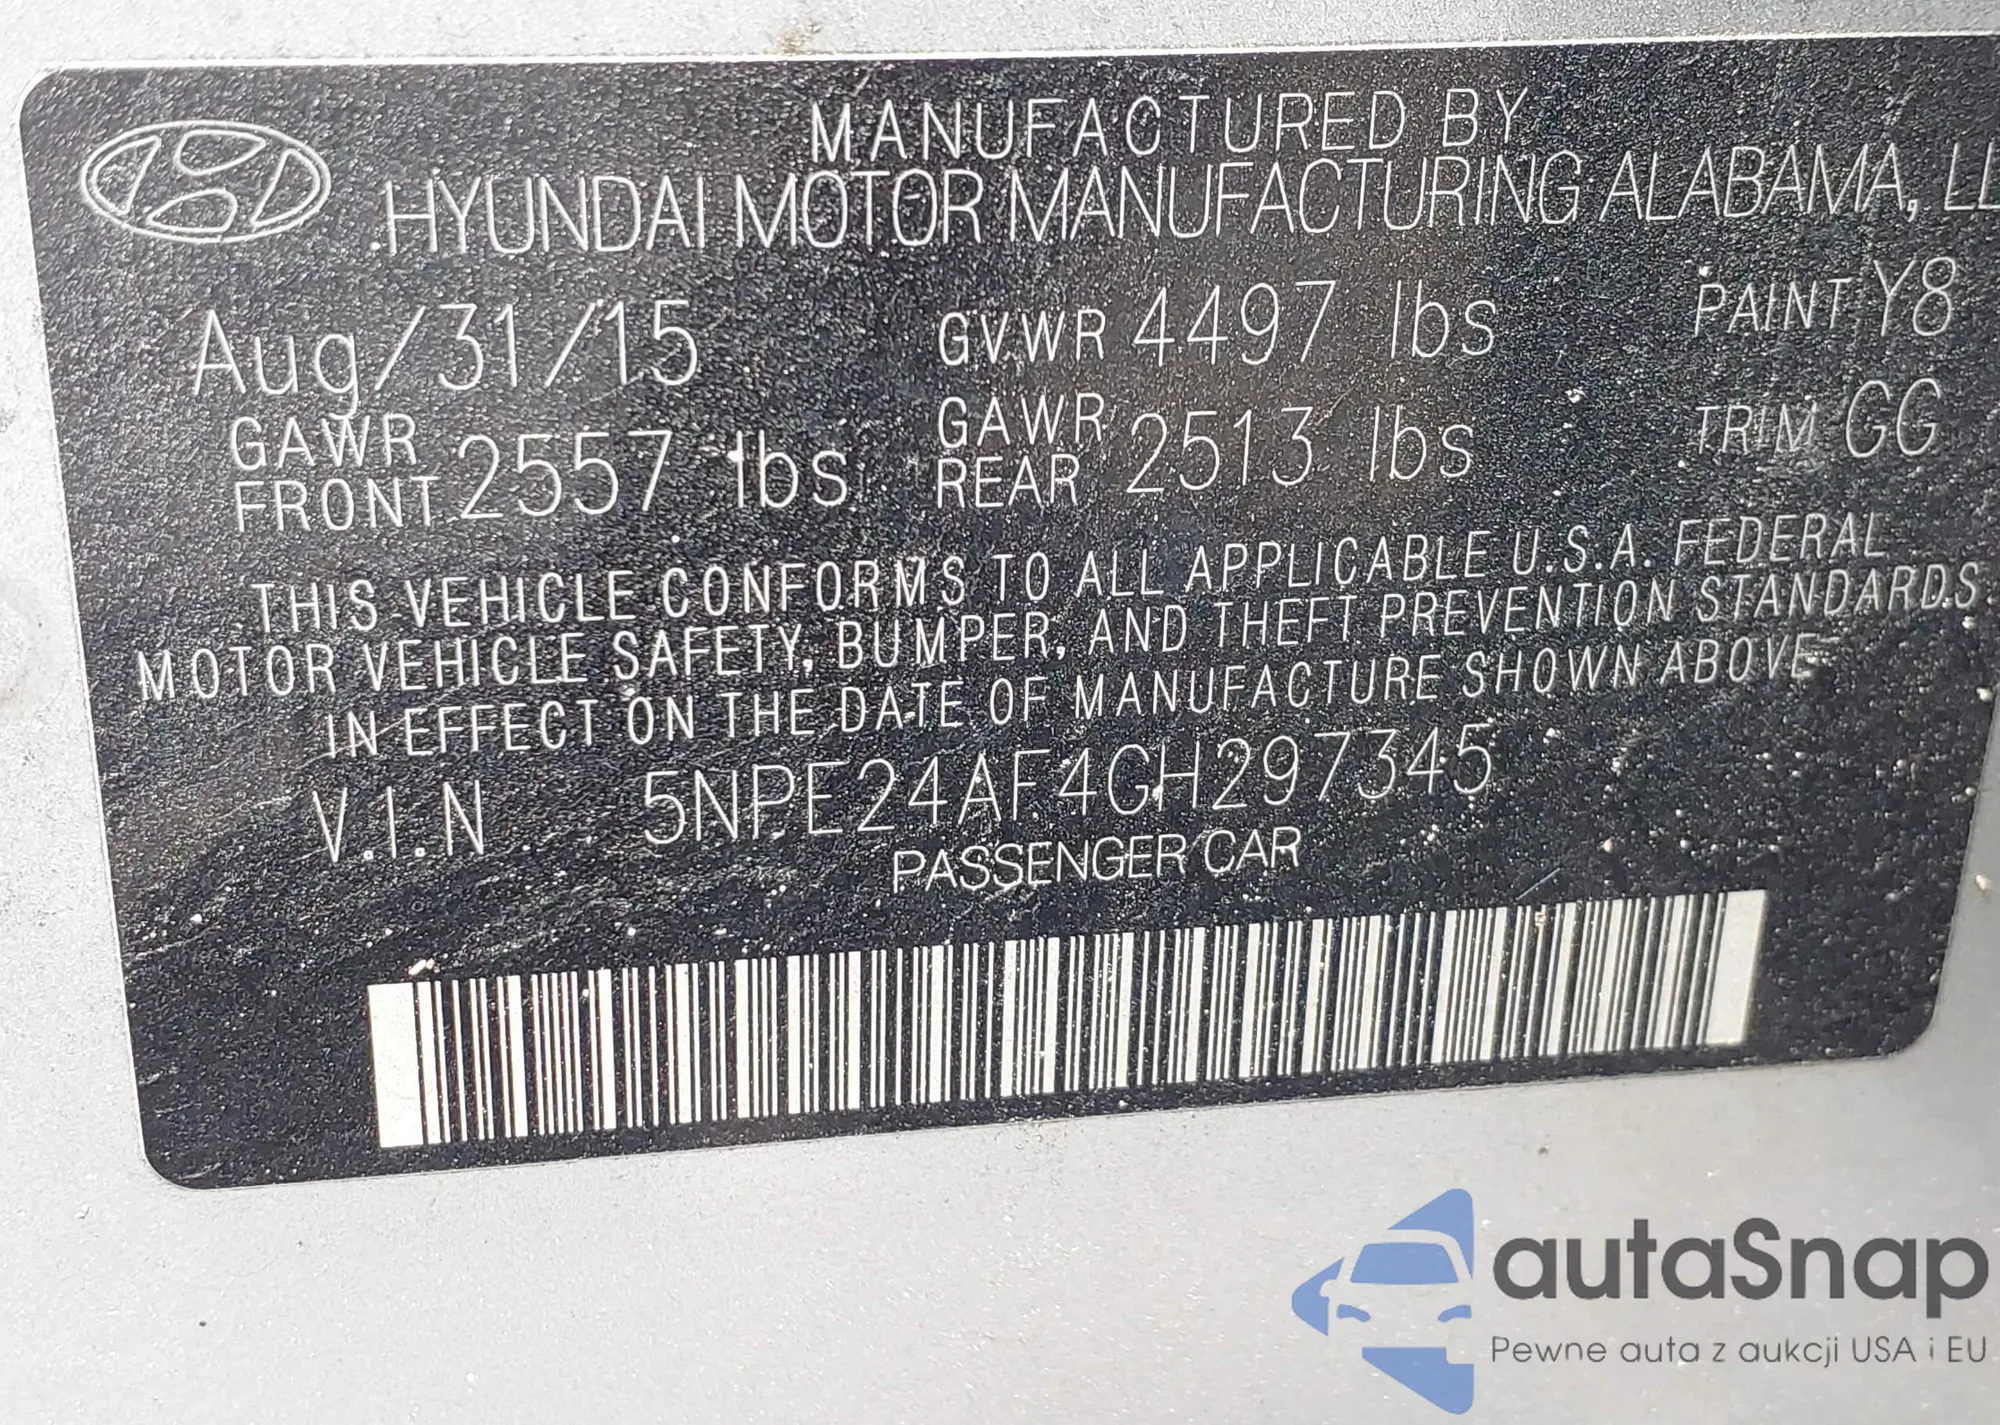 MANUFACTURED BY
HYUNDAI MOTOR MANUFACTURING ALABAMA, LL
Aug/31/15 GVWR 4497 lbs PAINT Y8
GAWR FRONT 2557 lbs GAWR REAR 2513 lbs TRIM GG
THIS VEHICLE CONFORMS TO ALL APPLICABLE U.S.A. FEDERAL
MOTOR VEHICLE SAFETY, BUMPER, AND THEFT PREVENTION STANDARDS
IN EFFECT ON THE DATE OF MANUFACTURE SHOWN ABOVE
V.I.N 5NPE24AF4GH297345
PASSENGER CAR
autaSnap
Pewne auta z aukcji USA i EU